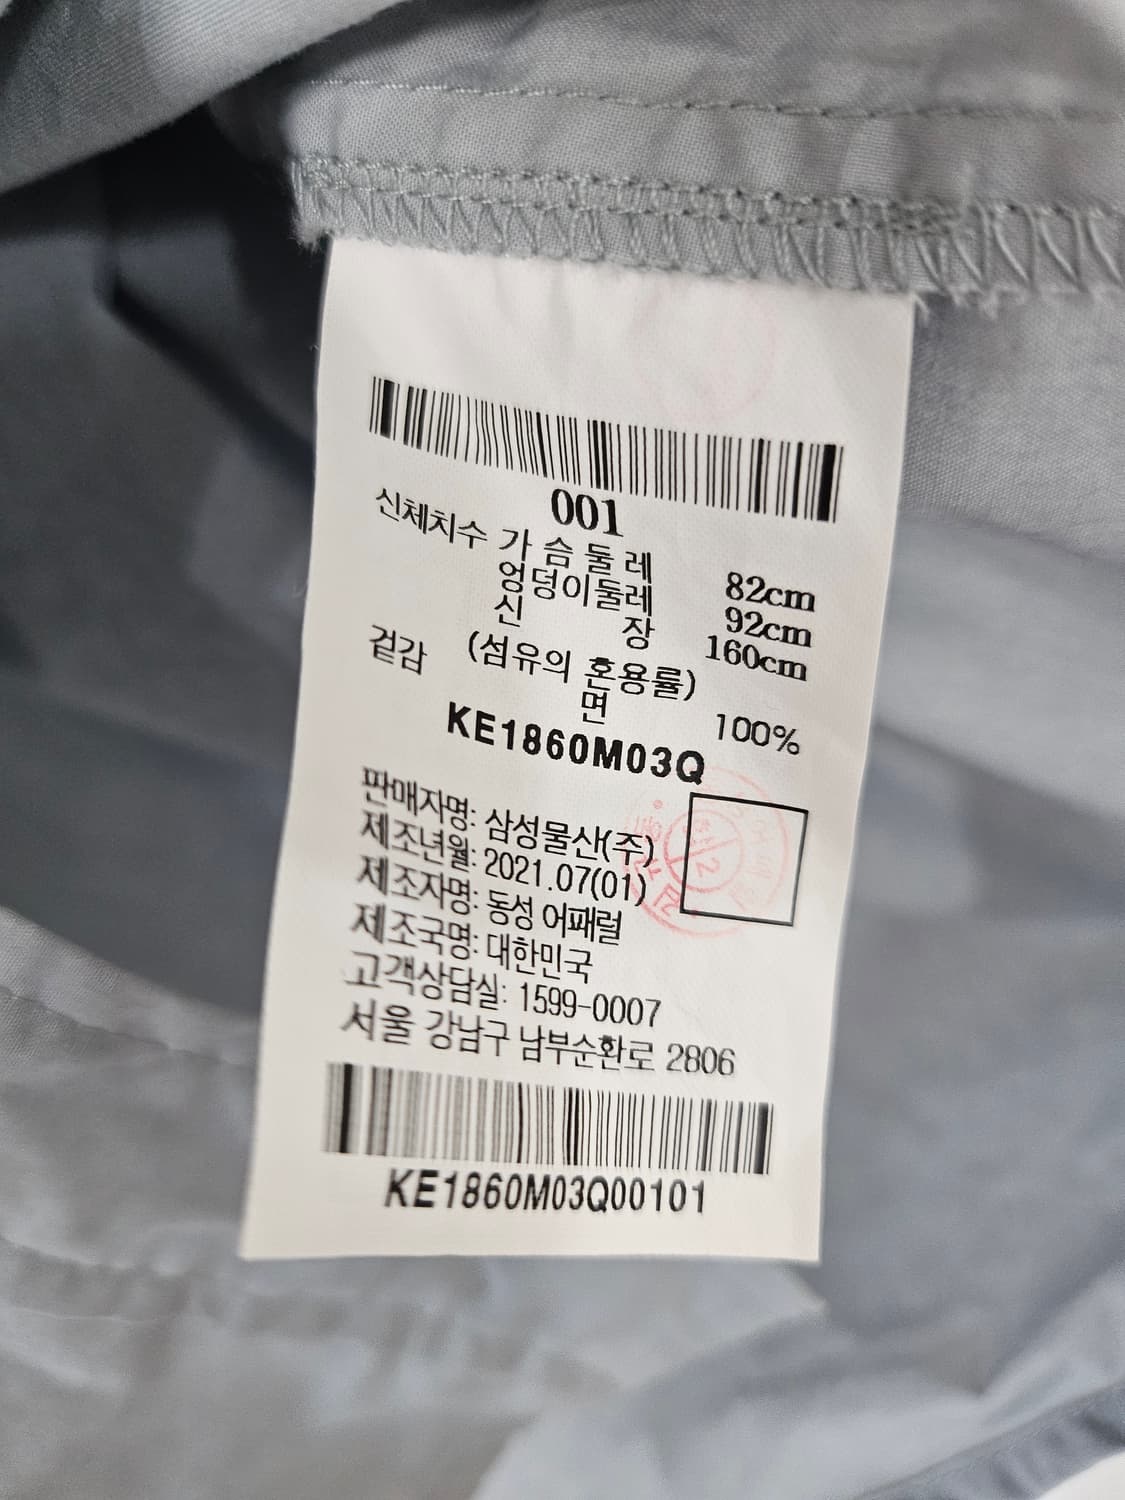 001
신체치수 가슴둘레 82cm
엉덩이둘레 92cm
신 장 160cm
겉감 (섬유의 혼용률)
면 100%
KE1860M03Q
판매자명: 삼성물산(주)
제조년월: 2021.07(01)
제조자명: 동성 어패럴
제조국명: 대한민국
고객상담실: 1599-0007
서울 강남구 남부순환로 2806
KE1860M03Q00101